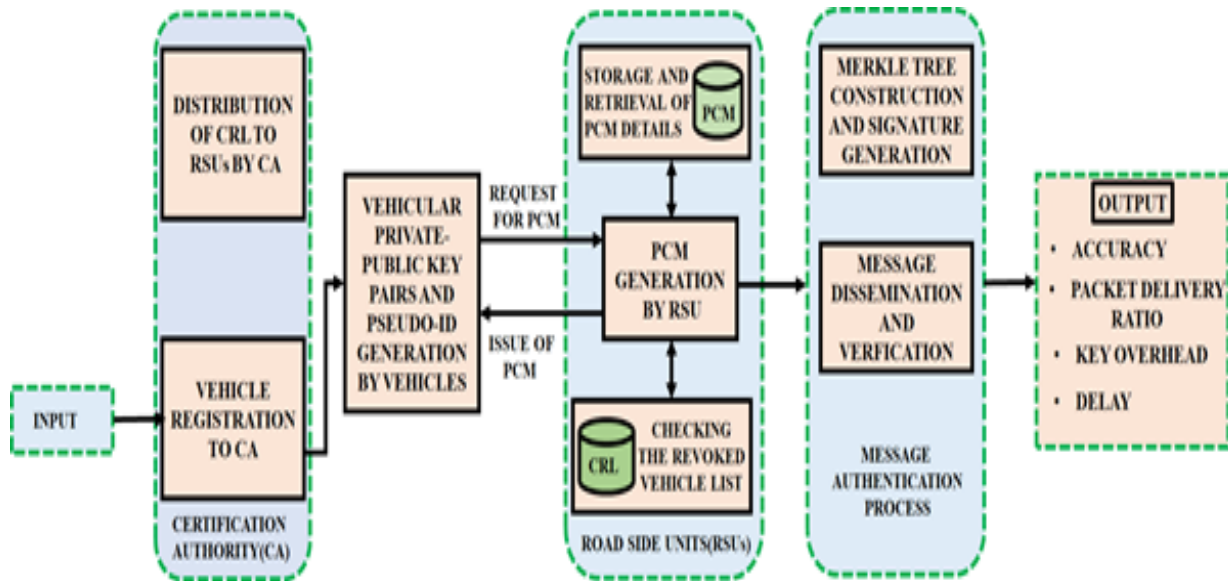 DISTRIBUTION
OF CRL TO
RSUs BY CA
VEHICLE
REGISTRATION
TO CA
CERTIFICATION
AUTHORITY(CA)
INPUT
VEHICULAR
PRIVATE-
PUBLIC KEY
PAIRS AND
PSEUDO-ID
GENERATION
BY VEHICLES
REQUEST
FOR PCM
ISSUE OF
PCM
STORAGE AND
RETRIEVAL OF
PCM DETAILS
PCM
PCM
GENERATION
BY RSU
CRL
CHECKING
THE REVOKED
VEHICLE LIST
ROAD SIDE UNITS(RSUs)
MERKLE TREE
CONSTRUCTION
AND SIGNATURE
GENERATION
MESSAGE
DISSEMINATION
AND
VERFICATION
MESSAGE
AUTHENTICATION
PROCESS
OUTPUT
• ACCURACY
• PACKET DELIVERY
RATIO
• KEY OVERHEAD
• DELAY